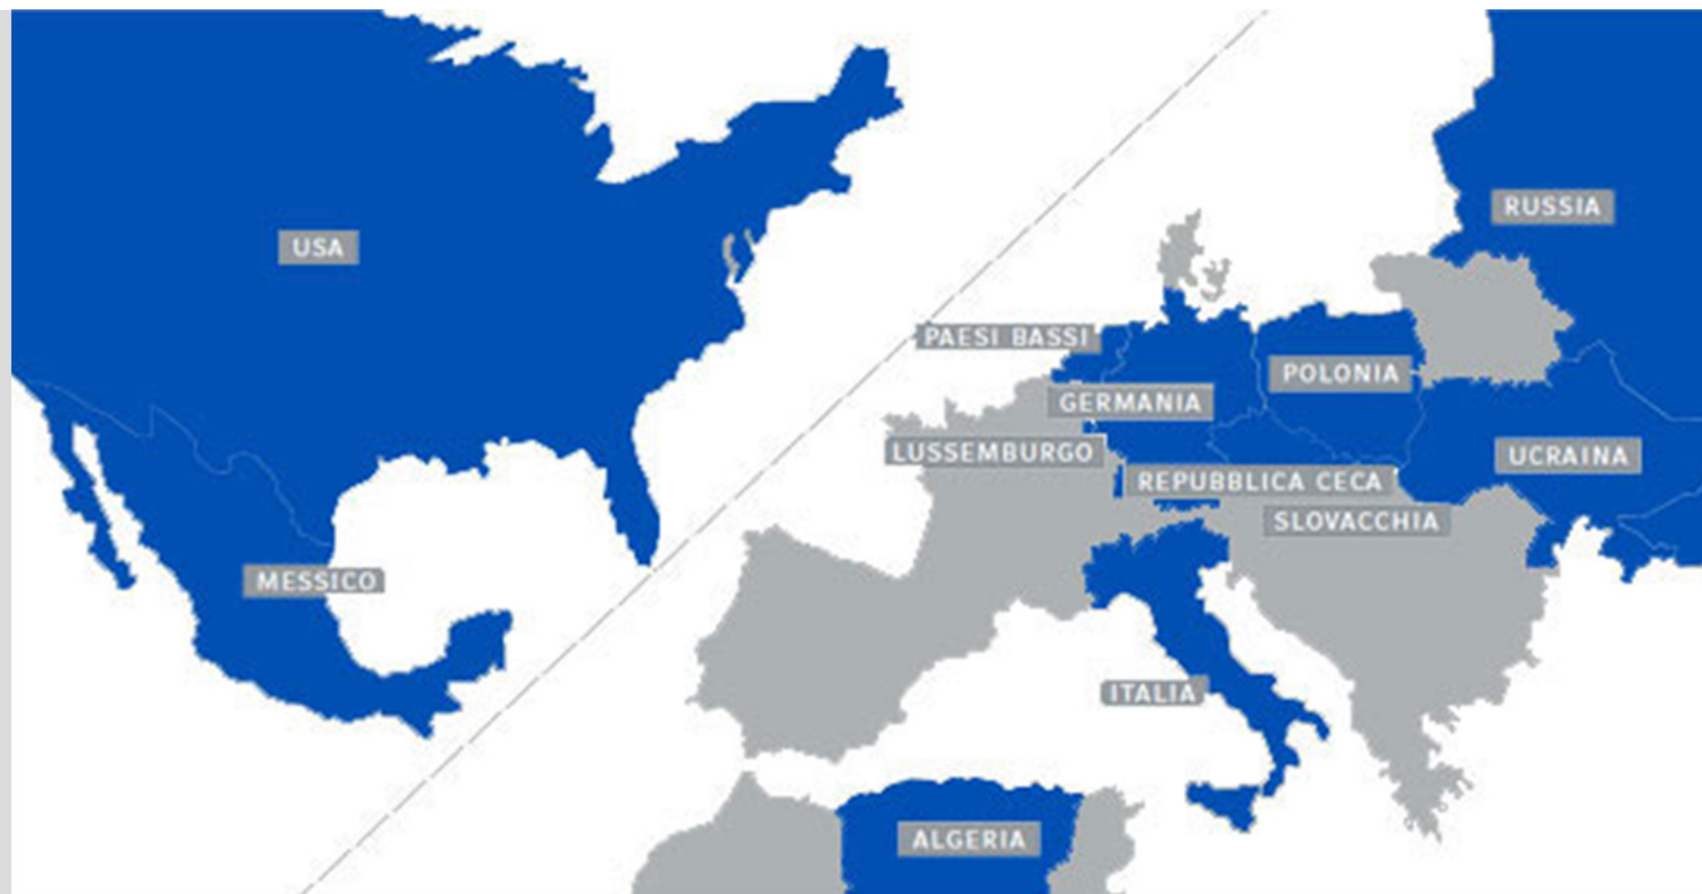 USA
MESSICO
RUSSIA
PAESI BASSI
POLONIA
GERMANIA
LUSSEMBURGO
UCRAINA
REPUBBLICA CECA
SLOVACCHIA
ITALIA
ALGERIA